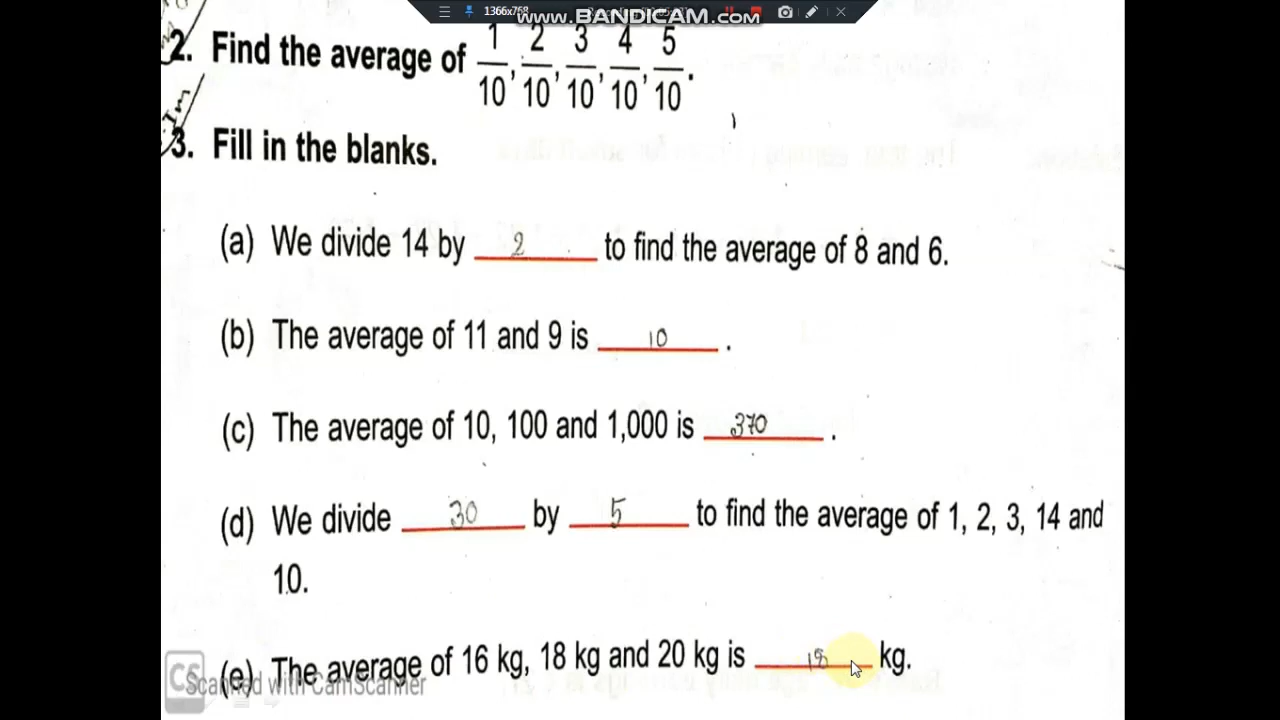 1366x768
www.BANDICAM.com
2. Find the average of 1/10, 2/10, 3/10, 4/10, 5/10.
Im
3. Fill in the blanks.
(a) We divide 14 by 2 to find the average of 8 and 6.
(b) The average of 11 and 9 is 10 .
(c) The average of 10, 100 and 1,000 is 370 .
(d) We divide 30 by 5 to find the average of 1, 2, 3, 14 and
10.
(e) The average of 16 kg, 18 kg and 20 kg is 18 kg.
CS Scanned with CamScanner